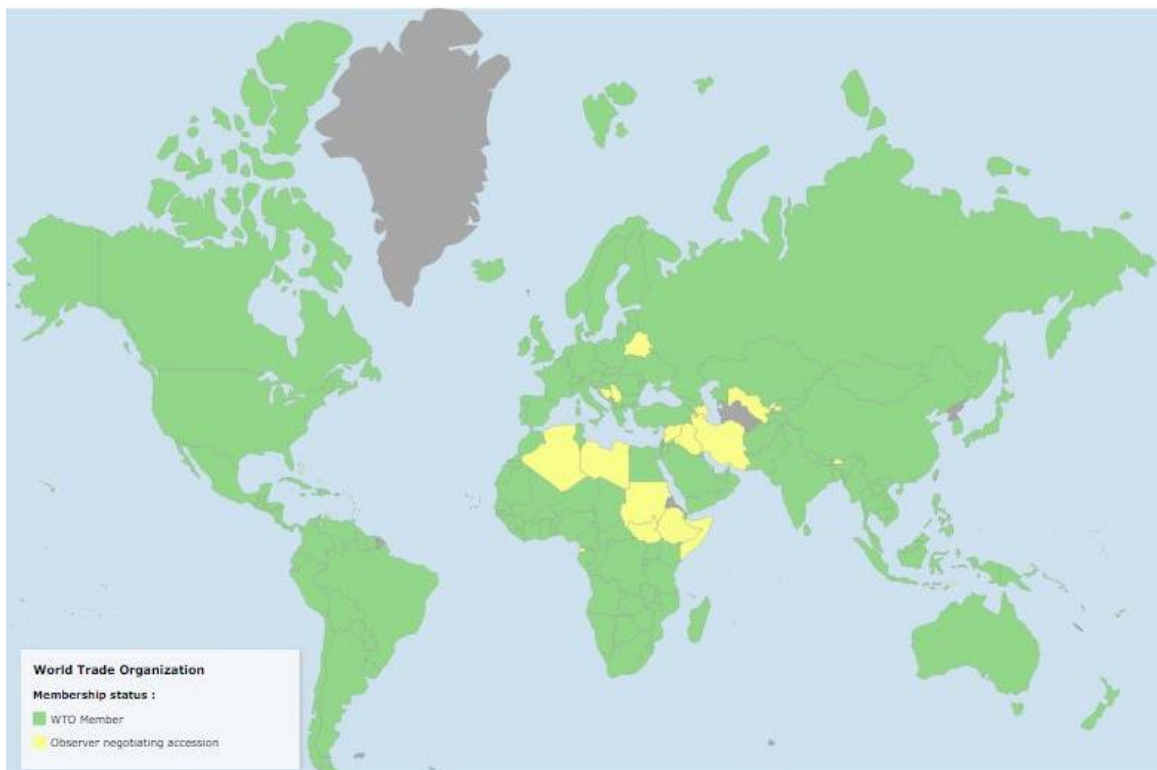 World Trade Organization
Membership status :
WTO Member
Observer negotiating accession